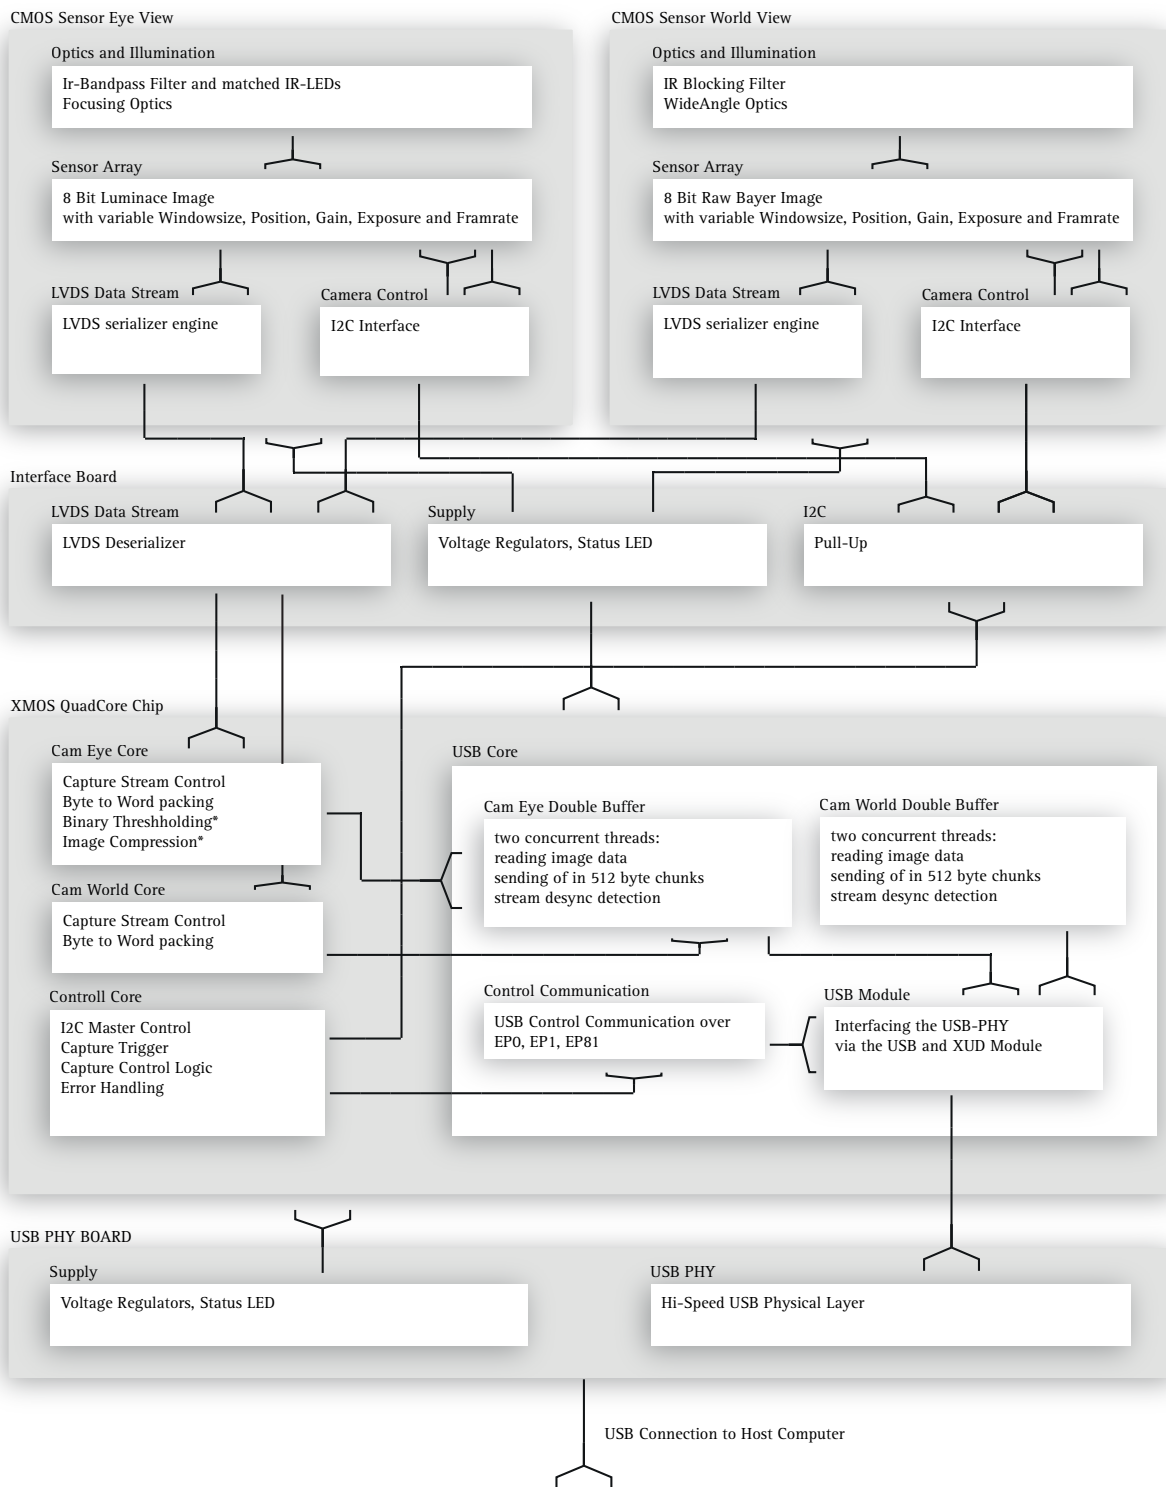 CMOS Sensor Eye View
Optics and Illumination
Ir-Bandpass Filter and matched IR-LEDs
Focusing Optics
Sensor Array
8 Bit Luminace Image
with variable Windowsize, Position, Gain, Exposure and Framrate
LVDS Data Stream
LVDS serializer engine
Camera Control
I2C Interface
CMOS Sensor World View
Optics and Illumination
IR Blocking Filter
WideAngle Optics
Sensor Array
8 Bit Raw Bayer Image
with variable Windowsize, Position, Gain, Exposure and Framrate
LVDS Data Stream
LVDS serializer engine
Camera Control
I2C Interface
Interface Board
LVDS Data Stream
LVDS Deserializer
Supply
Voltage Regulators, Status LED
I2C
Pull-Up
XMOS QuadCore Chip
Cam Eye Core
Capture Stream Control
Byte to Word packing
Binary Threshholding*
Image Compression*
Cam World Core
Capture Stream Control
Byte to Word packing
Controll Core
I2C Master Control
Capture Trigger
Capture Control Logic
Error Handling
USB Core
Cam Eye Double Buffer
two concurrent threads:
reading image data
sending of in 512 byte chunks
stream desync detection
Cam World Double Buffer
two concurrent threads:
reading image data
sending of in 512 byte chunks
stream desync detection
Control Communication
USB Control Communication over
EP0, EP1, EP81
USB Module
Interfacing the USB-PHY
via the USB and XUD Module
USB PHY BOARD
Supply
Voltage Regulators, Status LED
USB PHY
Hi-Speed USB Physical Layer
USB Connection to Host Computer